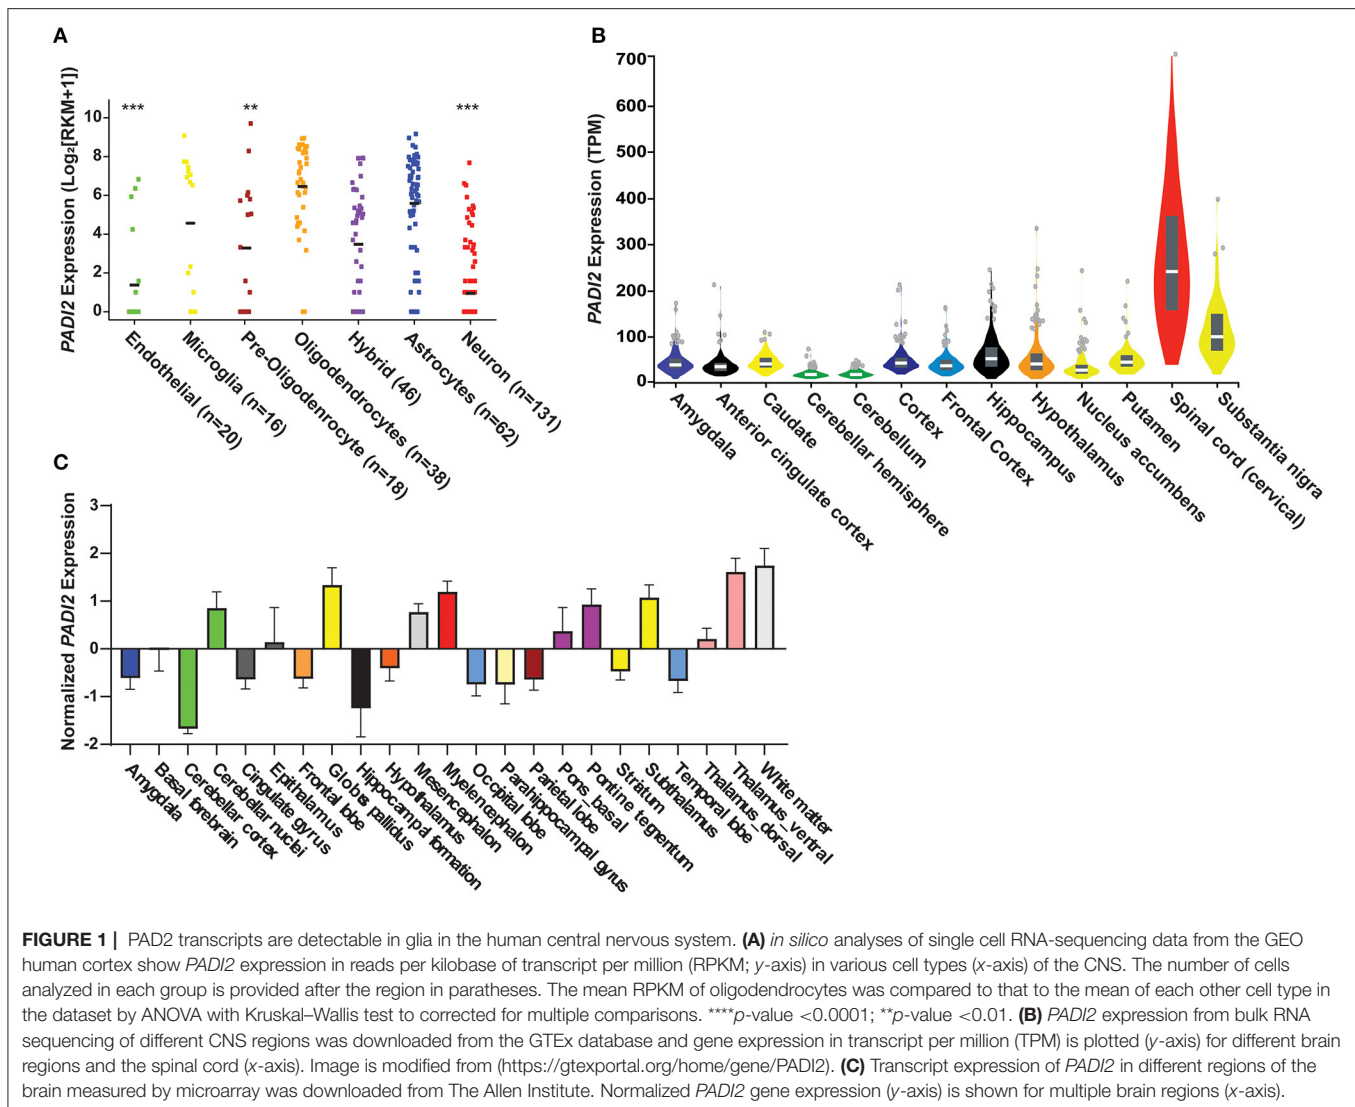 A
PADI2 Expression (Log₂[RKM+1])
10
8
6
4
2
0
***
**
***
Endothelial (n=20)
Microglia (n=16)
Pre-Oligodenrocyte (n=18)
Oligodendrocytes (n=38)
Hybrid (46)
Astrocytes (n=62)
Neuron (n=131)
B
PADI2 Expression (TPM)
700
600
500
400
300
200
100
0
Amygdala
Anterior cingulate cortex
Caudate
Cerebellar hemisphere
Cerebellum
Cortex
Frontal Cortex
Hippocampus
Hypothalamus
Nucleus accumbens
Putamen
Spinal cord (cervical)
Substantia nigra
C
Normalized PADI2 Expression
3
2
1
0
-1
-2
Amygdala
Basal forebrain
Cerebellar cortex
Cerebellar nuclei
Cingulate gyrus
Epithalamus
Frontal lobe
Globis pallidus
Hippocampal formation
Hypothalamus
Mesencephalon
Myelencephalon
Occipital lobe
Parahippocampal gyrus
Parietal lobe
Pons_basal
Pontine tegmentum
Stratum
Subthalamus
Temporal lobe
Thalamus_dorsal
Thalamus_ventral
White matter
FIGURE 1 | PAD2 transcripts are detectable in glia in the human central nervous system. (A) in silico analyses of single cell RNA-sequencing data from the GEO
human cortex show PADI2 expression in reads per kilobase of transcript per million (RPKM; y-axis) in various cell types (x-axis) of the CNS. The number of cells
analyzed in each group is provided after the region in paratheses. The mean RPKM of oligodendrocytes was compared to that to the mean of each other cell type in
the dataset by ANOVA with Kruskal–Wallis test to corrected for multiple comparisons. ****p-value <0.0001; **p-value <0.01. (B) PADI2 expression from bulk RNA
sequencing of different CNS regions was downloaded from the GTEx database and gene expression in transcript per million (TPM) is plotted (y-axis) for different brain
regions and the spinal cord (x-axis). Image is modified from (https://gtexportal.org/home/gene/PADI2). (C) Transcript expression of PADI2 in different regions of the
brain measured by microarray was downloaded from The Allen Institute. Normalized PADI2 gene expression (y-axis) is shown for multiple brain regions (x-axis).